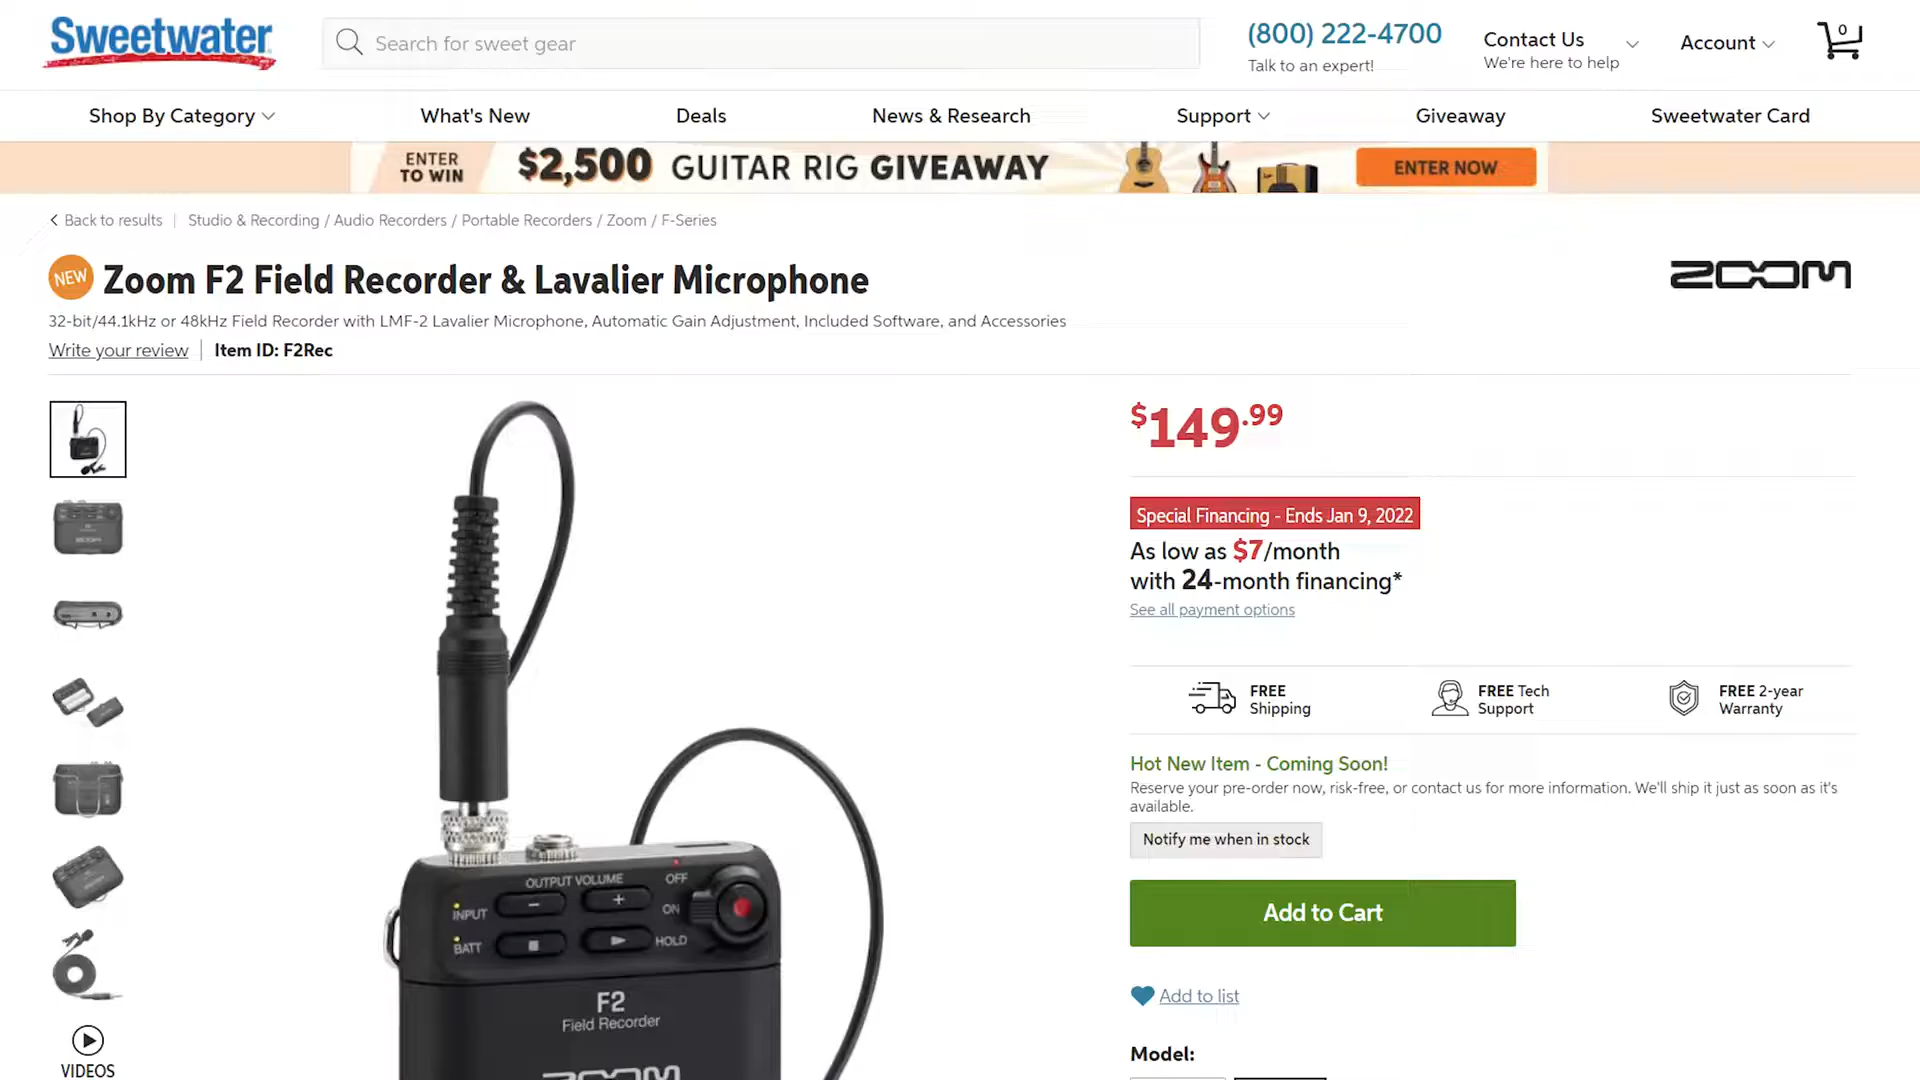 Sweetwater
Search for sweet gear
(800) 222-4700
Talk to an expert!
Contact Us
We're here to help
Account
0
Shop By Category
What's New
Deals
News & Research
Support
Giveaway
Sweetwater Card
ENTER
TO WIN
$2,500 GUITAR RIG GIVEAWAY
ENTER NOW
Back to results
Studio & Recording / Audio Recorders / Portable Recorders / Zoom / F-Series
NEW
Zoom F2 Field Recorder & Lavalier Microphone
ZOOM
32-bit/44.1kHz or 48kHz Field Recorder with LMF-2 Lavalier Microphone, Automatic Gain Adjustment, Included Software, and Accessories
Write your review
Item ID: F2Rec
$149.99
Special Financing - Ends Jan 9, 2022
As low as $7/month
with 24-month financing*
See all payment options
FREE
Shipping
FREE Tech
Support
FREE 2-year
Warranty
Hot New Item - Coming Soon!
Reserve your pre-order now, risk-free, or contact us for more information. We'll ship it just as soon as it's
available.
Notify me when in stock
Add to Cart
Add to list
Model:
OUTPUT VOLUME
OFF
INPUT
ON
BATT
HOLD
F2
Field Recorder
ZOOM
VIDEOS